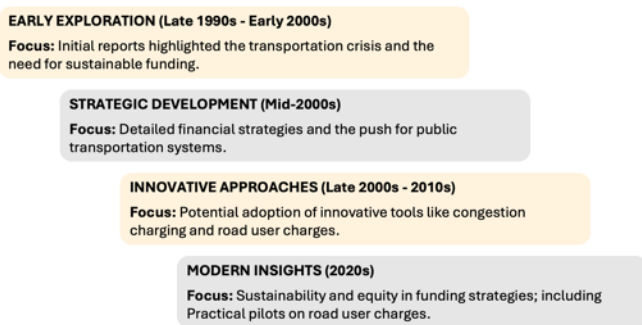 EARLY EXPLORATION (Late 1990s - Early 2000s)
Focus: Initial reports highlighted the transportation crisis and the
need for sustainable funding.
STRATEGIC DEVELOPMENT (Mid-2000s)
Focus: Detailed financial strategies and the push for public
transportation systems.
INNOVATIVE APPROACHES (Late 2000s - 2010s)
Focus: Potential adoption of innovative tools like congestion
charging and road user charges.
MODERN INSIGHTS (2020s)
Focus: Sustainability and equity in funding strategies; including
Practical pilots on road user charges.